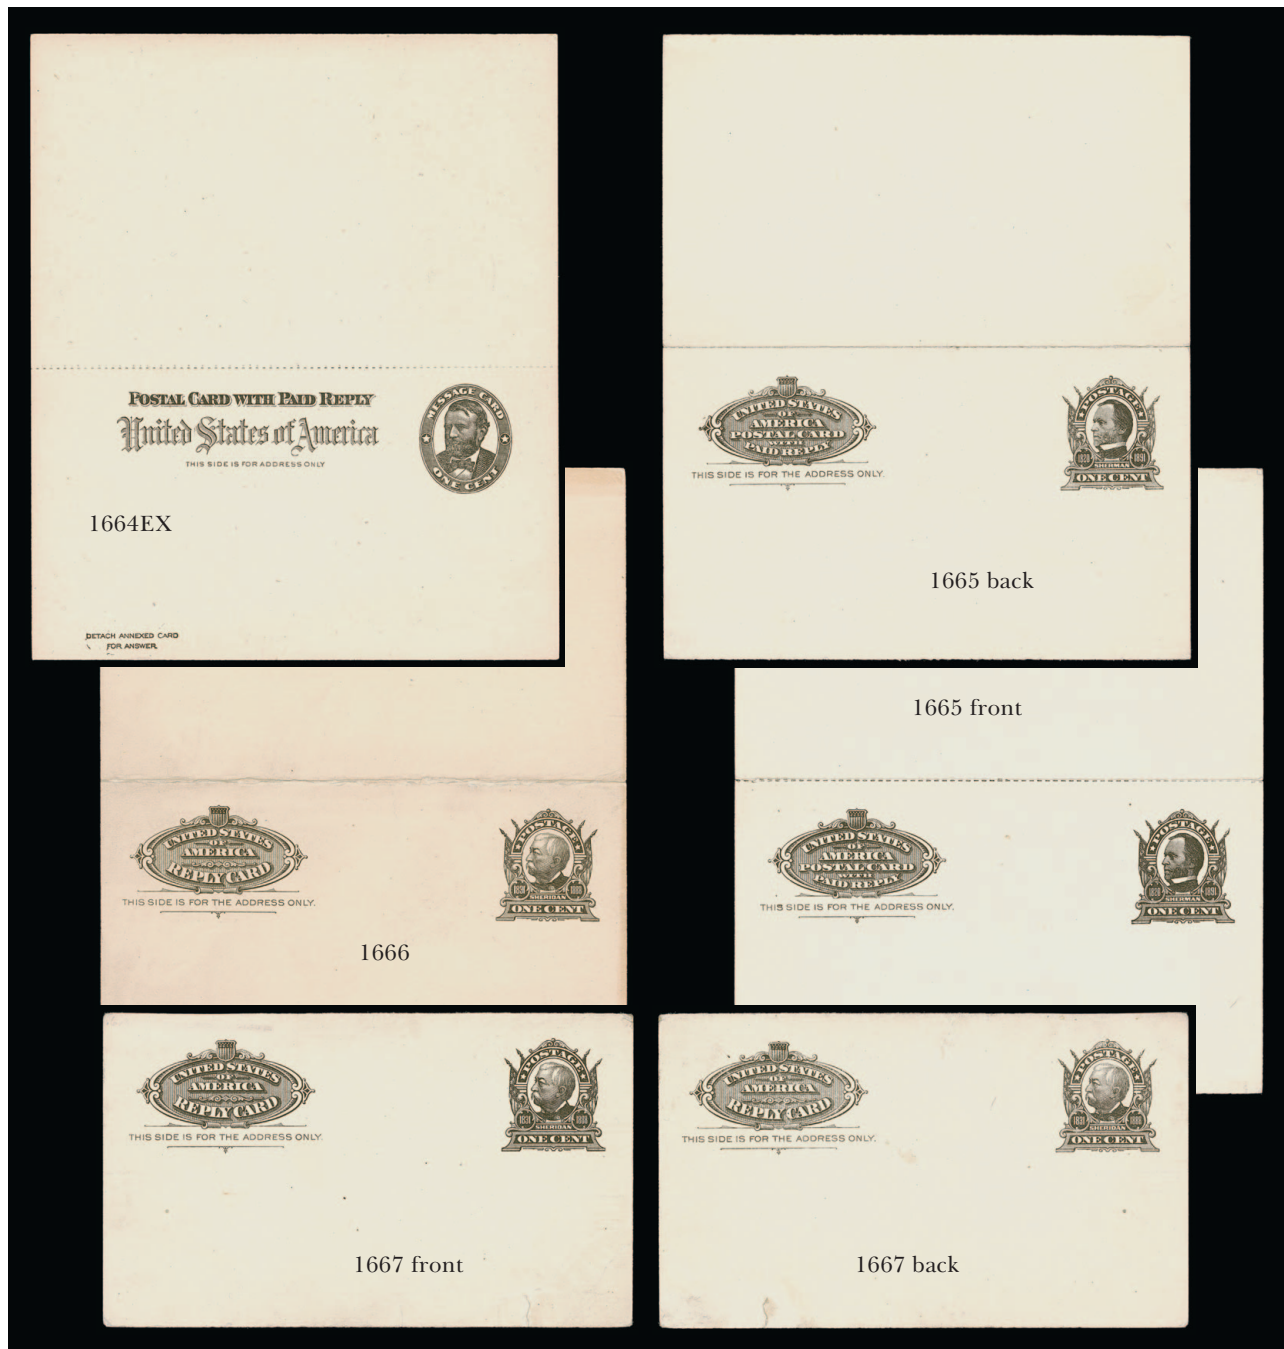 POSTAL CARD WITH PAID REPLY
United States of America
THIS SIDE IS FOR ADDRESS ONLY
MESSAGE CARD
ONE CENT
1664EX
DETACH ANNEXED CARD
FOR ANSWER.
UNITED STATES
OF
AMERICA
POSTAL CARD
WITH
PAID REPLY
THIS SIDE IS FOR THE ADDRESS ONLY.
POSTAGE
1820 1891
SHERMAN
ONE CENT
1665 back
1665 front
UNITED STATES
OF
AMERICA
REPLY CARD
THIS SIDE IS FOR THE ADDRESS ONLY.
POSTAGE
1831 1888
SHERIDAN
ONE CENT
1666
UNITED STATES
OF
AMERICA
POSTAL CARD
WITH
PAID REPLY
THIS SIDE IS FOR THE ADDRESS ONLY.
POSTAGE
1820 1891
SHERMAN
ONE CENT
UNITED STATES
OF
AMERICA
REPLY CARD
THIS SIDE IS FOR THE ADDRESS ONLY.
POSTAGE
1831 1888
SHERIDAN
ONE CENT
1667 front
UNITED STATES
OF
AMERICA
REPLY CARD
THIS SIDE IS FOR THE ADDRESS ONLY.
POSTAGE
1831 1888
SHERIDAN
ONE CENT
1667 back